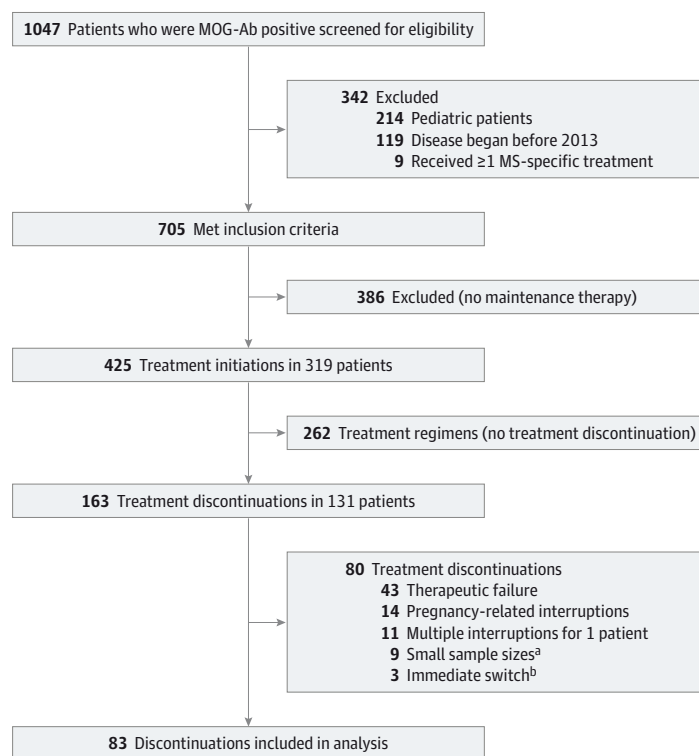 1047 Patients who were MOG-Ab positive screened for eligibility
342 Excluded
214 Pediatric patients
119 Disease began before 2013
9 Received ≥1 MS-specific treatment
705 Met inclusion criteria
386 Excluded (no maintenance therapy)
425 Treatment initiations in 319 patients
262 Treatment regimens (no treatment discontinuation)
163 Treatment discontinuations in 131 patients
80 Treatment discontinuations
43 Therapeutic failure
14 Pregnancy-related interruptions
11 Multiple interruptions for 1 patient
9 Small sample sizesᵃ
3 Immediate switchᵇ
83 Discontinuations included in analysis